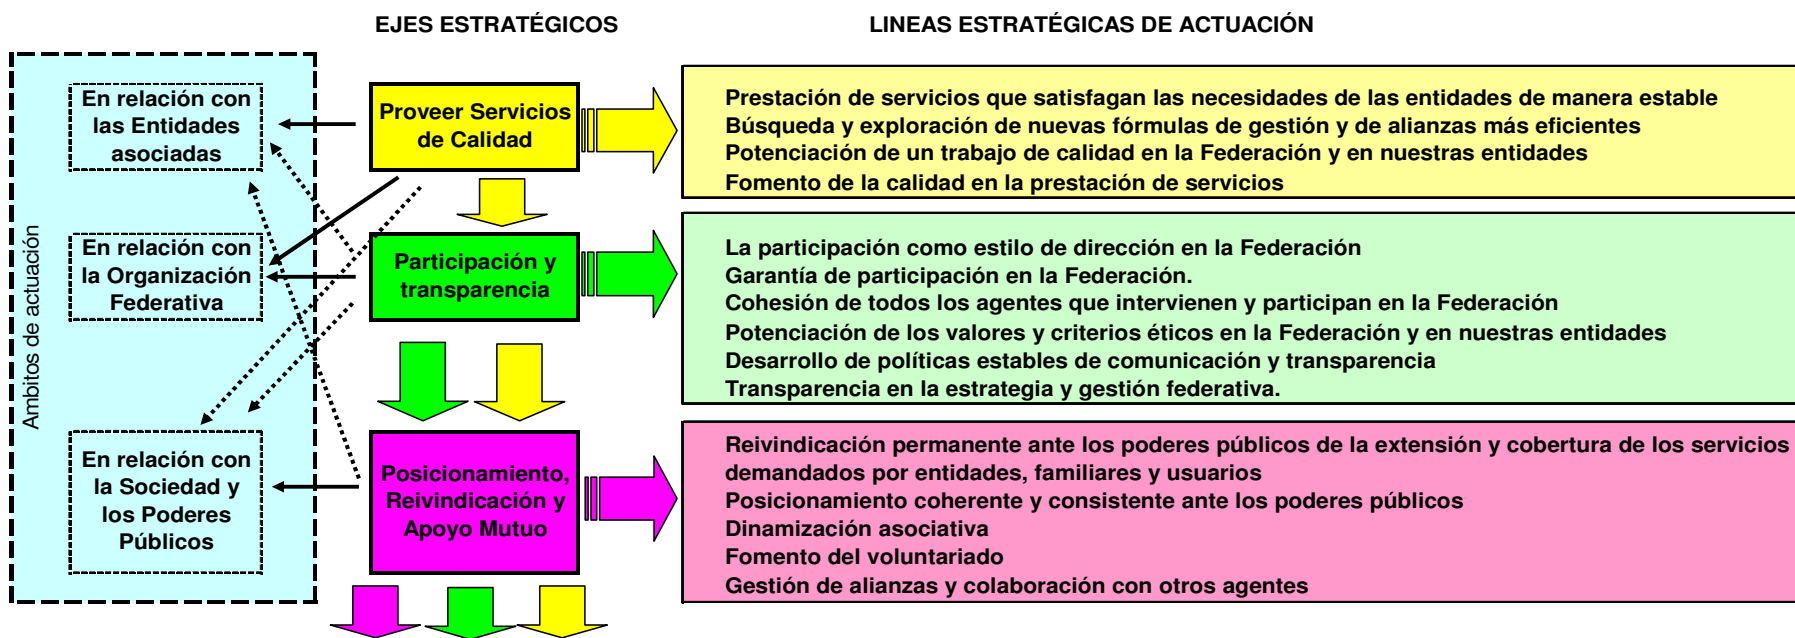 EJES ESTRATÉGICOS
LINEAS ESTRATÉGICAS DE ACTUACIÓN
Ambitos de actuación
En relación con
las Entidades
asociadas
En relación con
la Organización
Federativa
En relación con
la Sociedad y
los Poderes
Públicos
Proveer Servicios
de Calidad
Participación y
transparencia
Posicionamiento,
Reivindicación y
Apoyo Mutuo
Prestación de servicios que satisfagan las necesidades de las entidades de manera estable
Búsqueda y exploración de nuevas fórmulas de gestión y de alianzas más eficientes
Potenciación de un trabajo de calidad en la Federación y en nuestras entidades
Fomento de la calidad en la prestación de servicios
La participación como estilo de dirección en la Federación
Garantía de participación en la Federación.
Cohesión de todos los agentes que intervienen y participan en la Federación
Potenciación de los valores y criterios éticos en la Federación y en nuestras entidades
Desarrollo de políticas estables de comunicación y transparencia
Transparencia en la estrategia y gestión federativa.
Reivindicación permanente ante los poderes públicos de la extensión y cobertura de los servicios
demandados por entidades, familiares y usuarios
Posicionamiento coherente y consistente ante los poderes públicos
Dinamización asociativa
Fomento del voluntariado
Gestión de alianzas y colaboración con otros agentes